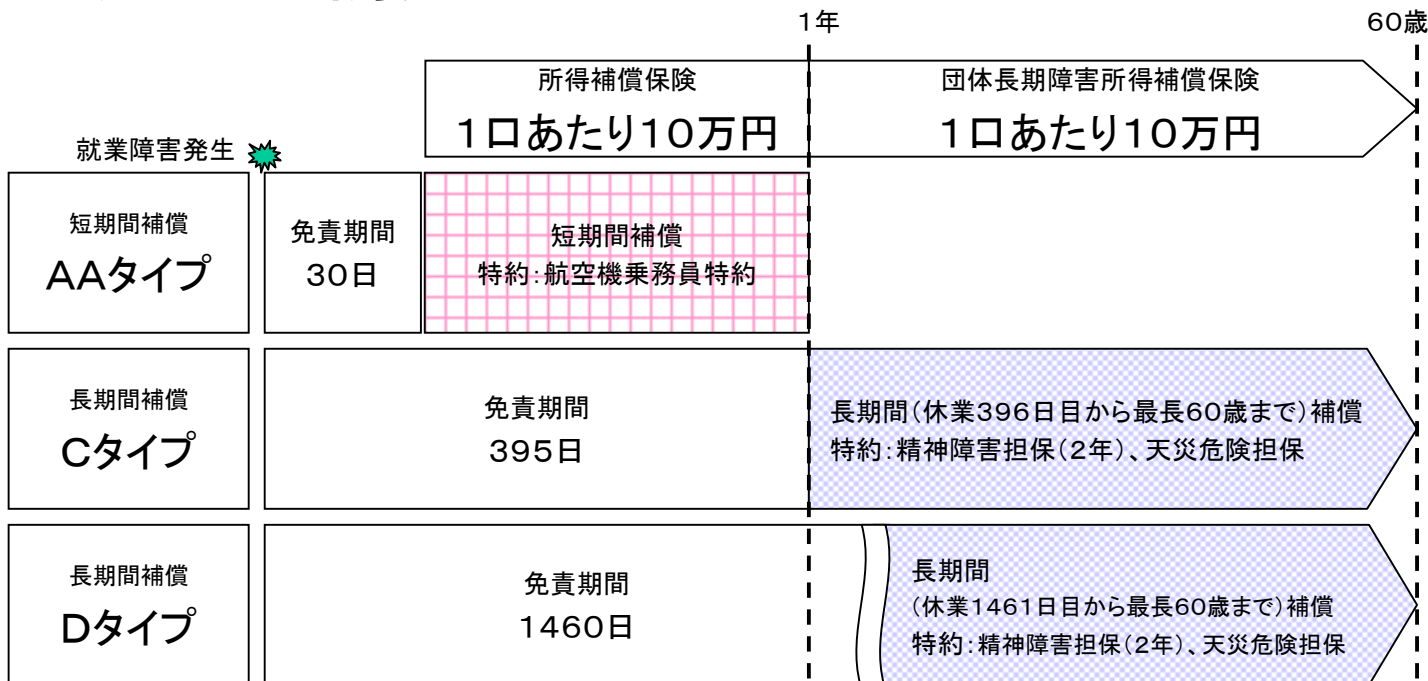 1年
60歳
所得補償保険
1口あたり10万円
団体長期障害所得補償保険
1口あたり10万円
就業障害発生
短期間補償
AAタイプ
免責期間
30日
短期間補償
特約：航空機乗務員特約
長期間補償
Cタイプ
免責期間
395日
長期間（休業396日目から最長60歳まで）補償
特約：精神障害担保（2年）、天災危険担保
長期間補償
Dタイプ
免責期間
1460日
長期間
（休業1461日目から最長60歳まで）補償
特約：精神障害担保（2年）、天災危険担保